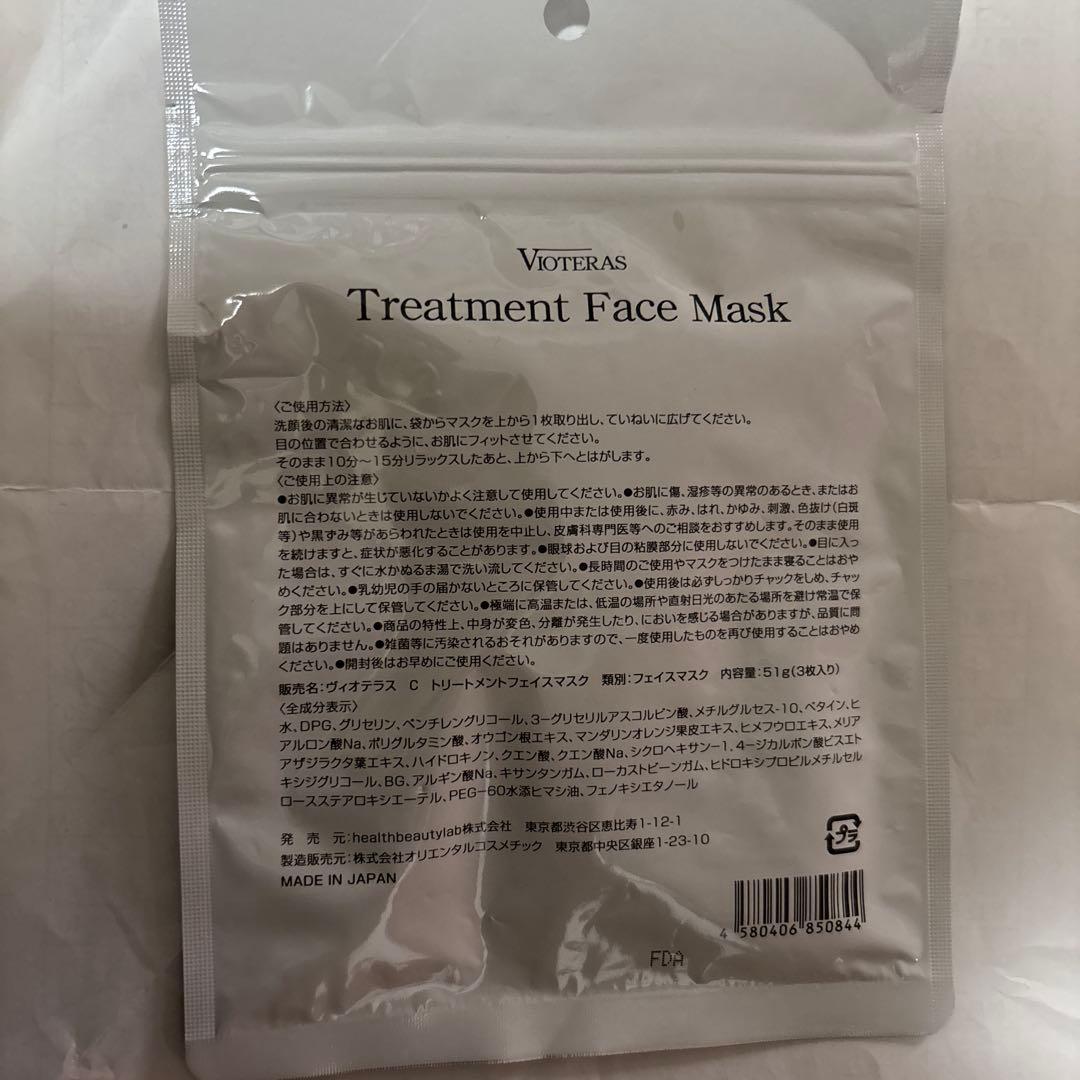 VIOTERAS
Treatment Face Mask
〈ご使用方法〉
洗顔後の清潔なお肌に、袋からマスクを上から1枚取り出し、ていねいに広げてください。
目の位置で合わせるように、お肌にフィットさせてください。
そのまま10分～15分リラックスしたあと、上から下へとはがします。
〈ご使用上の注意〉
●お肌に異常が生じていないかよく注意して使用してください。●お肌に傷、湿疹等の異常のあるとき、またはお
肌に合わないときは使用しないでください。●使用中または使用後に、赤み、はれ、かゆみ、刺激、色抜け(白斑
等)や黒ずみ等があらわれたときは使用を中止し、皮膚科専門医等へのご相談をおすすめします。そのまま使用
を続けますと、症状が悪化することがあります。●眼球および目の粘膜部分に使用しないでください。●目に入っ
た場合は、すぐに水かぬるま湯で洗い流してください。●長時間のご使用やマスクをつけたまま寝ることはおや
めください。●乳幼児の手の届かないところに保管してください。●使用後は必ずしっかりチャックをしめ、チャッ
ク部分を上にして保管してください。●極端に高温または、低温の場所や直射日光のあたる場所を避け常温で保
管してください。●商品の特性上、中身が変色、分離が発生したり、においを感じる場合がありますが、品質に問
題はありません。●雑菌等に汚染されるおそれがありますので、一度使用したものを再び使用することはおやめ
ください。●開封後はお早めにご使用ください。
販売名：ヴィオテラス C トリートメントフェイスマスク 類別：フェイスマスク 内容量：51g(3枚入り)
〈全成分表示〉
水、DPG、グリセリン、ペンチレングリコール、3-グリセリルアスコルビン酸、メチルグルセス-10、ベタイン、ヒ
アルロン酸Na、ポリグルタミン酸、オウゴン根エキス、マンダリンオレンジ果皮エキス、ヒメフウロエキス、メリア
アザジラクタ葉エキス、ハイドロキノン、クエン酸、クエン酸Na、シクロヘキサン-1，4-ジカルボン酸ビスエト
キシジグリコール、BG、アルギン酸Na、キサンタンガム、ローカストビーンガム、ヒドロキシプロピルメチルセル
ロースステアロキシエーテル、PEG-60水添ヒマシ油、フェノキシエタノール
発 売 元：healthbeautylab株式会社 東京都渋谷区恵比寿1-12-1
製造販売元：株式会社オリエンタルコスメチック 東京都中央区銀座1-23-10
MADE IN JAPAN
プラ
4 580406 850844
FDA